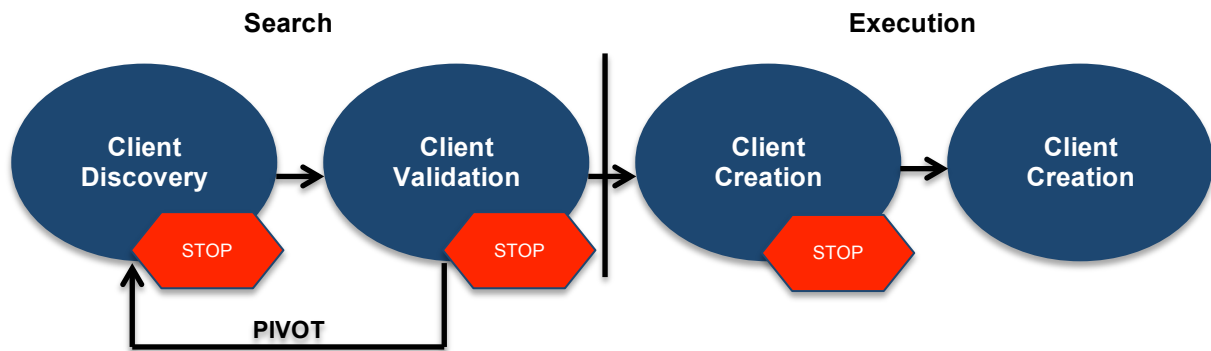 Search
Execution
Client
Discovery
Client
Validation
Client
Creation
Client
Creation
STOP
STOP
STOP
PIVOT